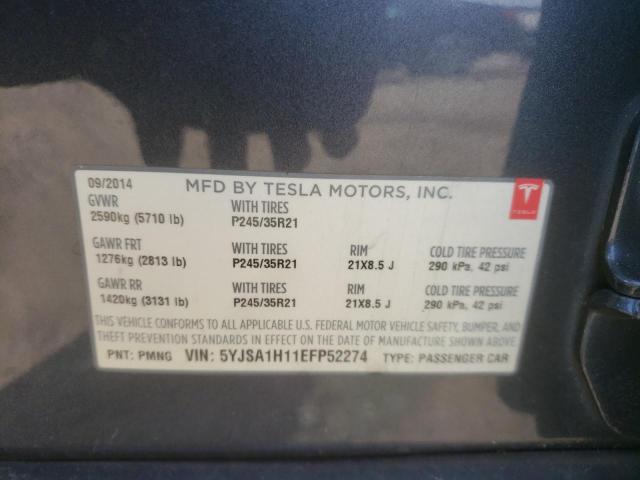 09/2014 MFD BY TESLA MOTORS, INC.
GVWR WITH TIRES
2590kg (5710 lb) P245/35R21
GAWR FRT WITH TIRES RIM COLD TIRE PRESSURE
1276kg (2813 lb) P245/35R21 21X8.5 J 290 kPa, 42 psi
GAWR RR WITH TIRES RIM COLD TIRE PRESSURE
1420kg (3131 lb) P245/35R21 21X8.5 J 290 kPa, 42 psi
THIS VEHICLE CONFORMS TO ALL APPLICABLE U.S. FEDERAL MOTOR VEHICLE SAFETY, BUMPER, AND
THEFT PREVENTION STANDARDS IN EFFECT ON THE DATE OF MANUFACTURE SHOWN ABOVE.
PNT: PMNG VIN: 5YJSA1H11EFP52274 TYPE: PASSENGER CAR
TESLA